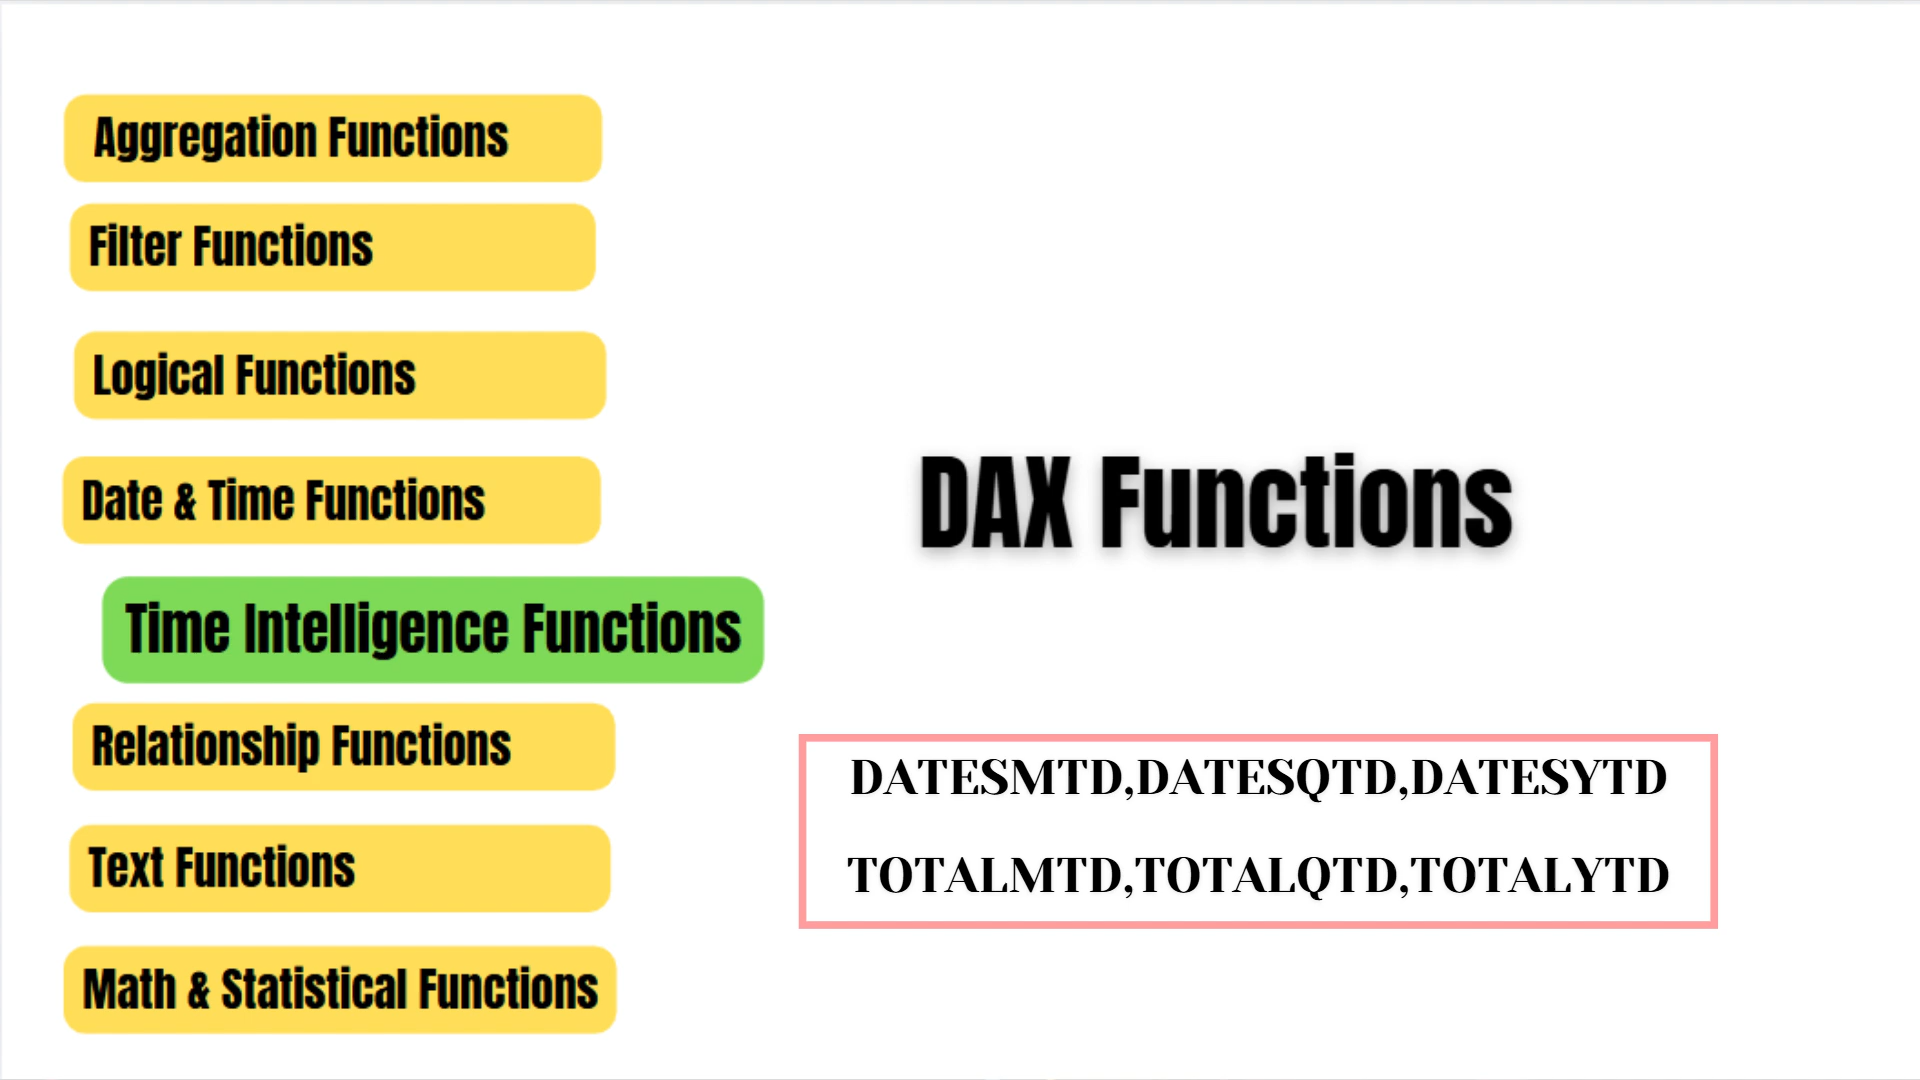 Aggregation Functions
Filter Functions
Logical Functions
Date & Time Functions
Time Intelligence Functions
Relationship Functions
Text Functions
Math & Statistical Functions
DAX Functions
DATESMTD,DATESQTD,DATESYTD
TOTALMTD,TOTALQTD,TOTALYTD